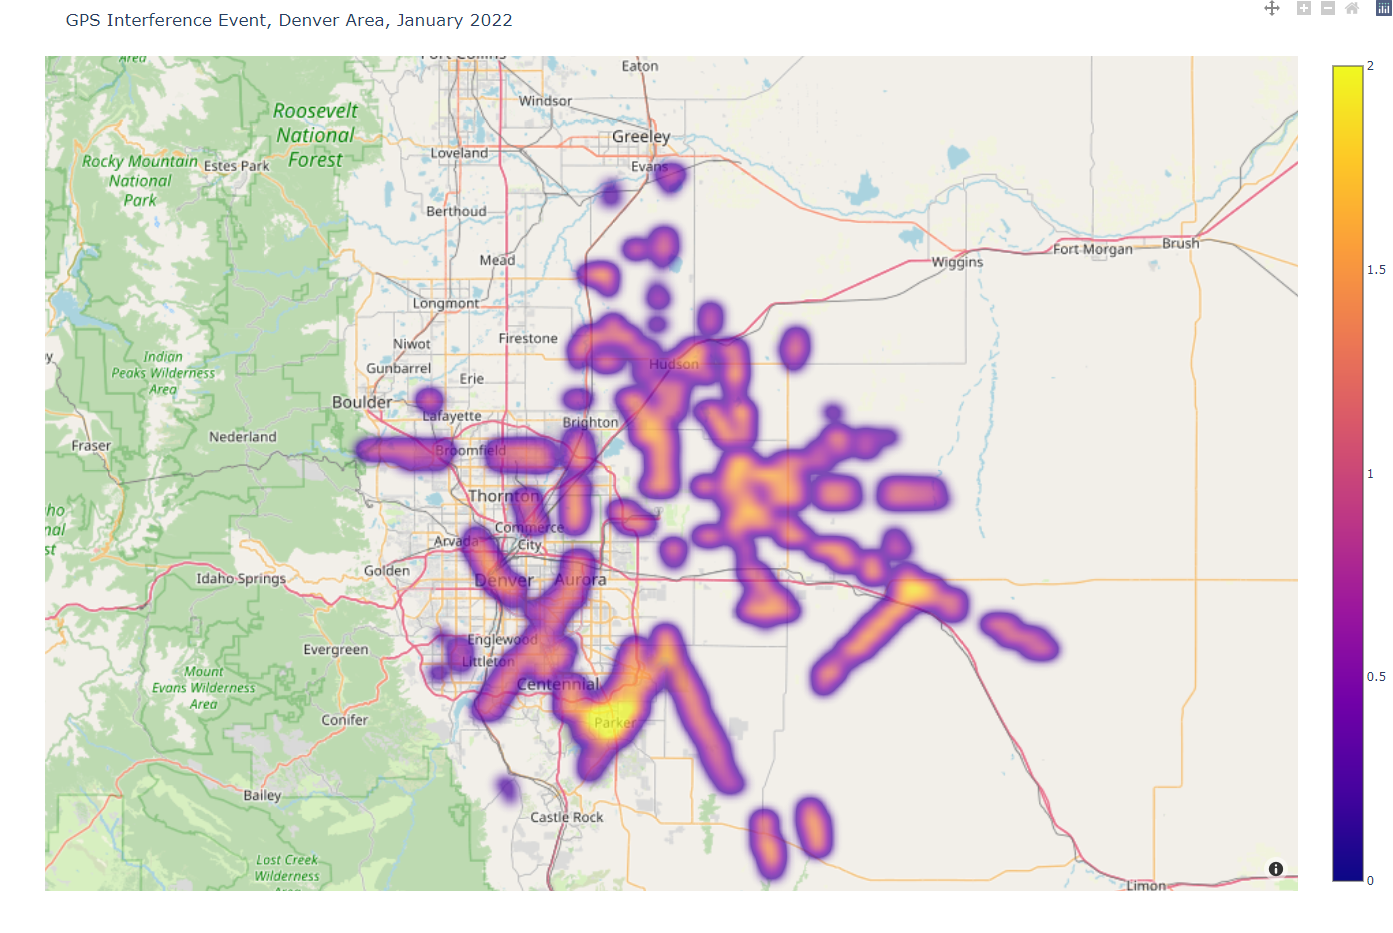 GPS Interference Event, Denver Area, January 2022
Area
Fort Collins
Eaton
2
Windsor
Roosevelt
National
Forest
Greeley
Loveland
Rocky Mountain
National
Park
Estes Park
Evans
Berthoud
Mead
Wiggins
Fort Morgan
Brush
1.5
Longmont
Niwot
Firestone
Indian
Peaks Wilderness
Area
Gunbarrel
Hudson
Erie
Boulder
Lafayette
Brighton
Fraser
Nederland
Broomfield
1
Thornton
Commerce
City
Arvada
Golden
Idaho Springs
Denver
Aurora
Evergreen
Englewood
Littleton
Mount
Evans Wilderness
Area
Centennial
0.5
Conifer
Parker
Bailey
Castle Rock
Lost Creek
Wilderness
Area
Limon
0